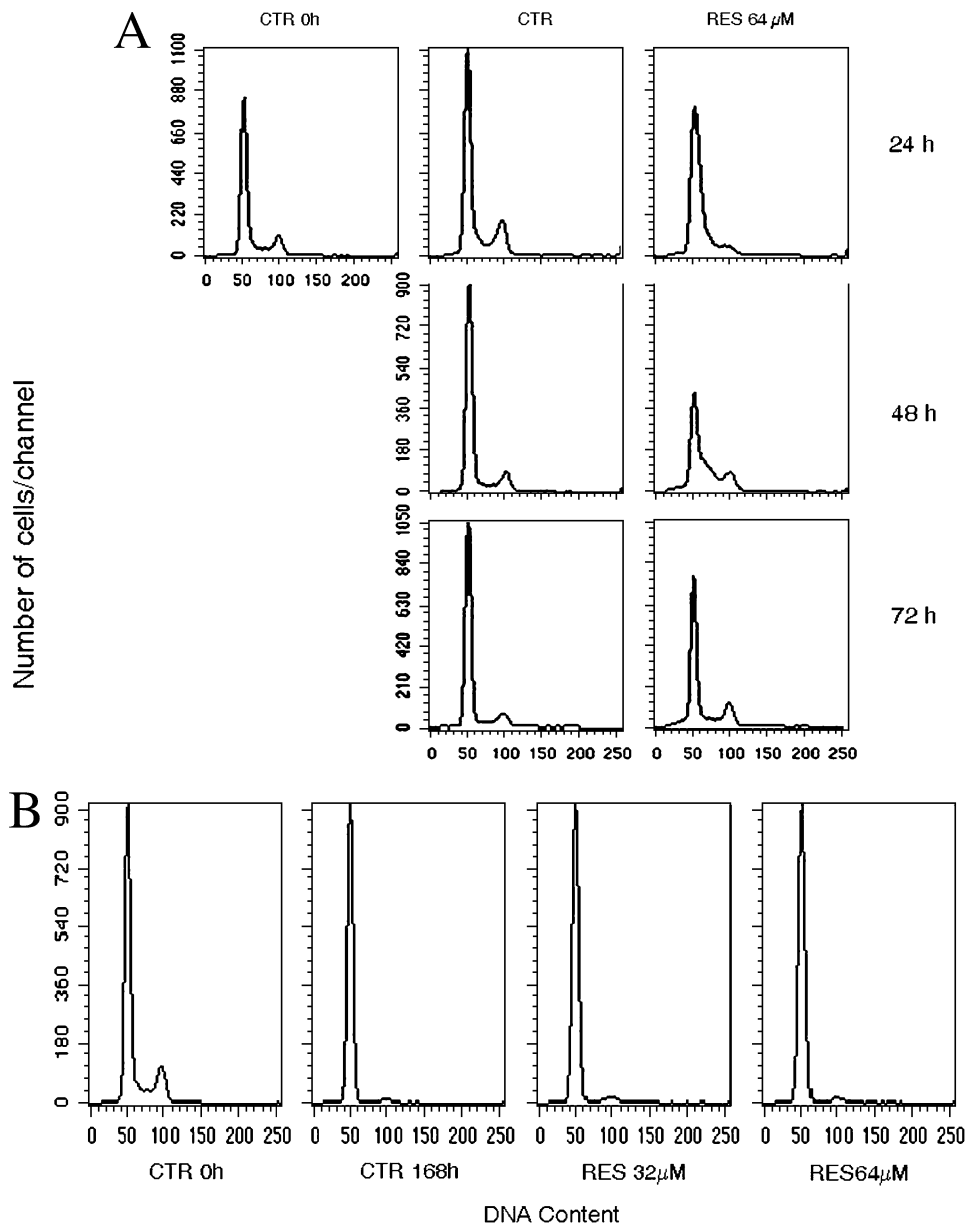 A
CTR 0h
CTR
RES 64 µM
1100
880
660
440
220
0
0 50 100 150 200
24 h
900
720
540
360
180
0
48 h
1050
840
630
420
210
0
0 50 100 150 200 250
0 50 100 150 200 250
72 h
Number of cells/channel
B
900
720
540
360
180
0
0 50 100 150 200 250
0 50 100 150 200 250
0 50 100 150 200 250
0 50 100 150 200 250
CTR 0h
CTR 168h
RES 32µM
RES64µM
DNA Content